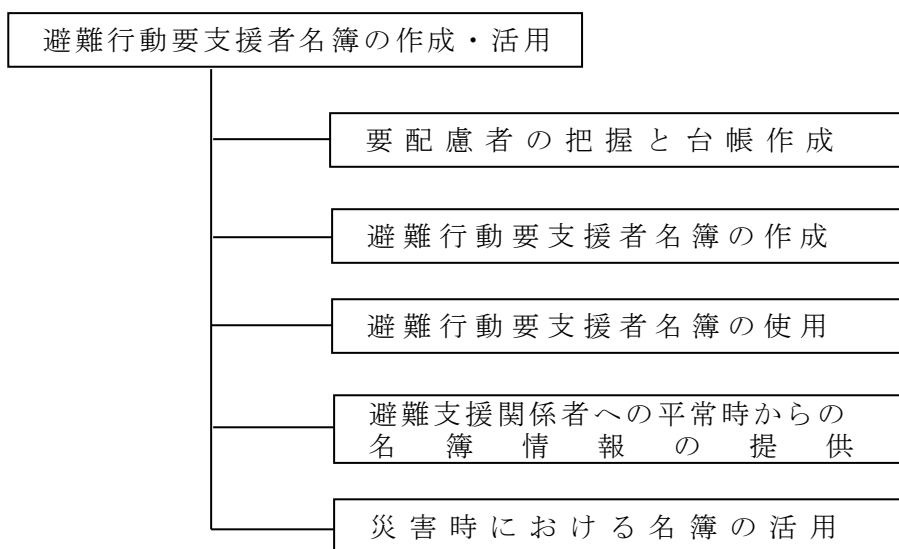 避難行動要支援者名簿の作成・活用
要配慮者の把握と台帳作成
避難行動要支援者名簿の作成
避難行動要支援者名簿の使用
避難支援関係者への平常時からの
名簿情報の提供
災害時における名簿の活用